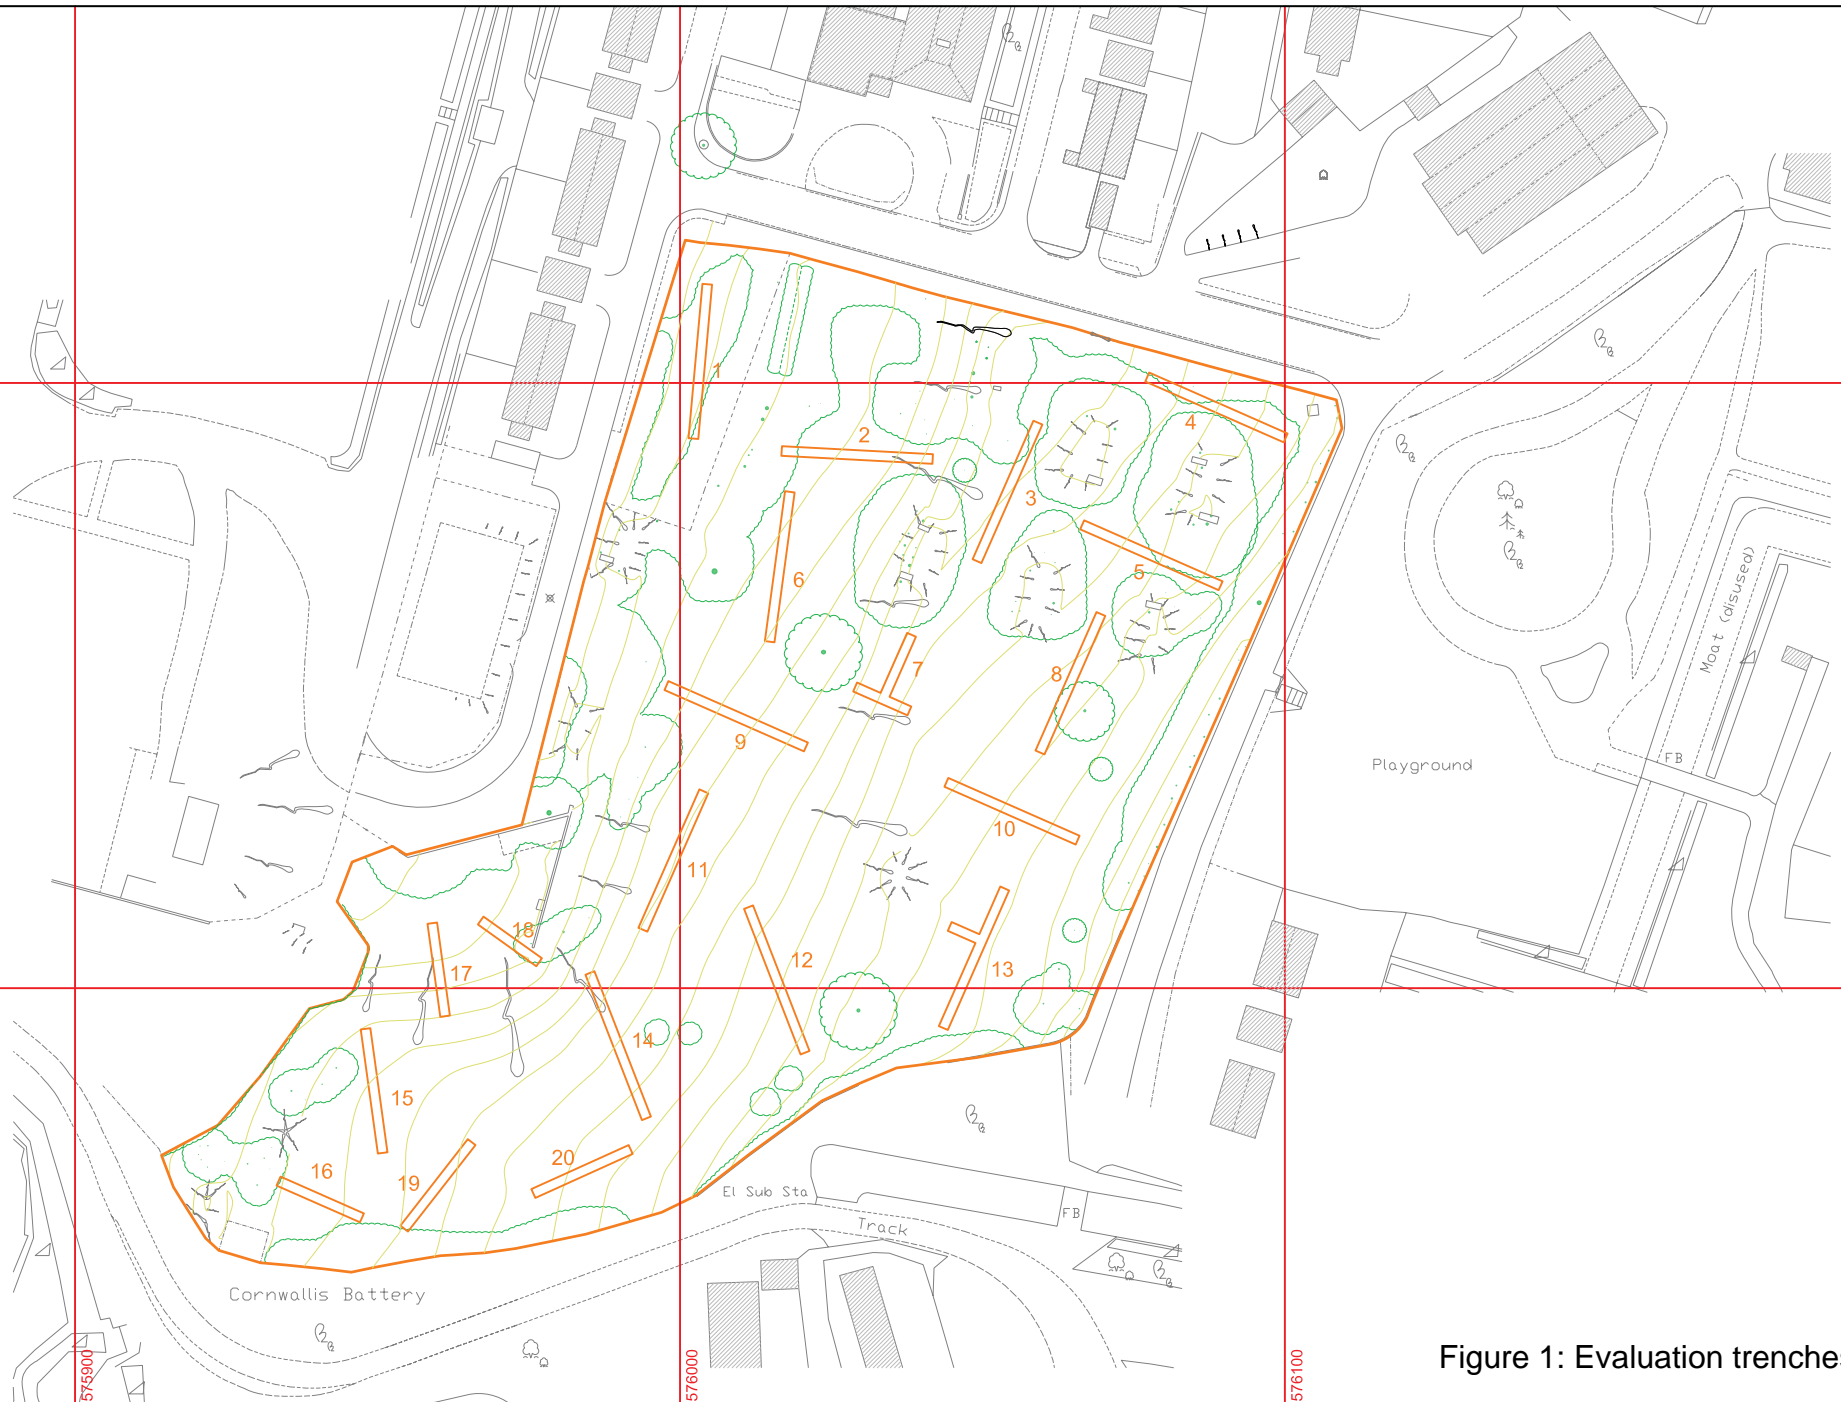 1
2
3
4
5
6
7
8
9
10
11
12
13
14
15
16
17
18
19
20
Moat (disused)
Playground
FB
El Sub Sta
Track
FB
Cornwallis Battery
575900
576000
576100
Figure 1: Evaluation trenches